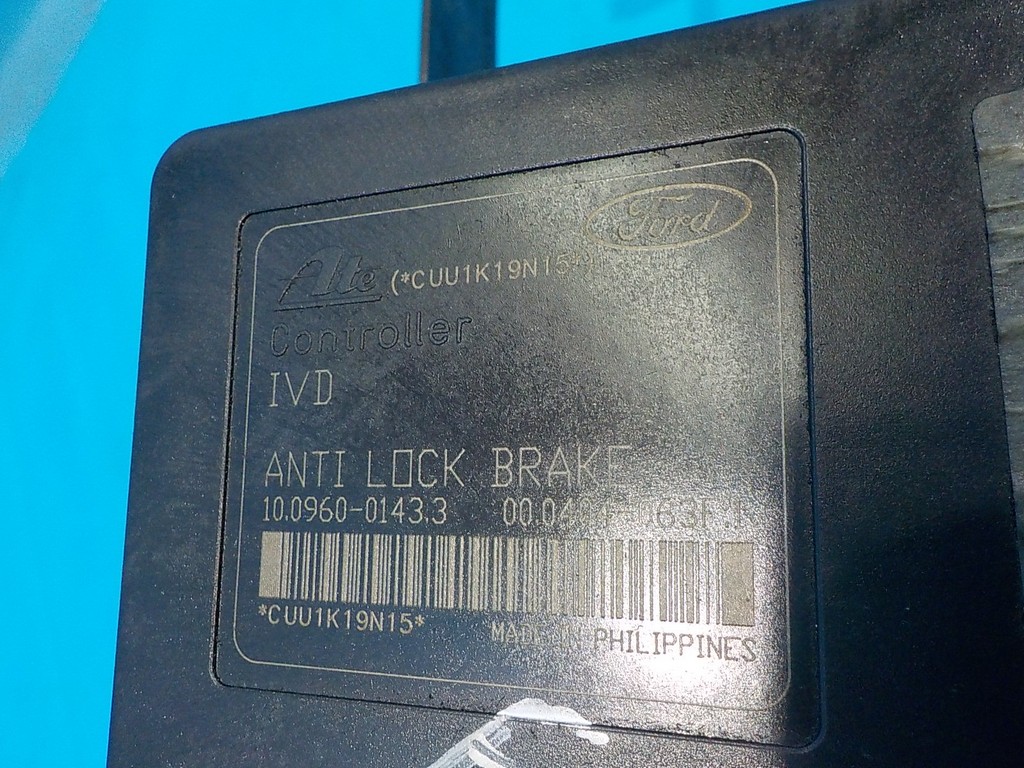 Ford
Ate (*CUU1K19N15*)
Controller
IVD
ANTI LOCK BRAKE
10.0960-0143.3
*CUU1K19N15*
MADE IN PHILIPPINES